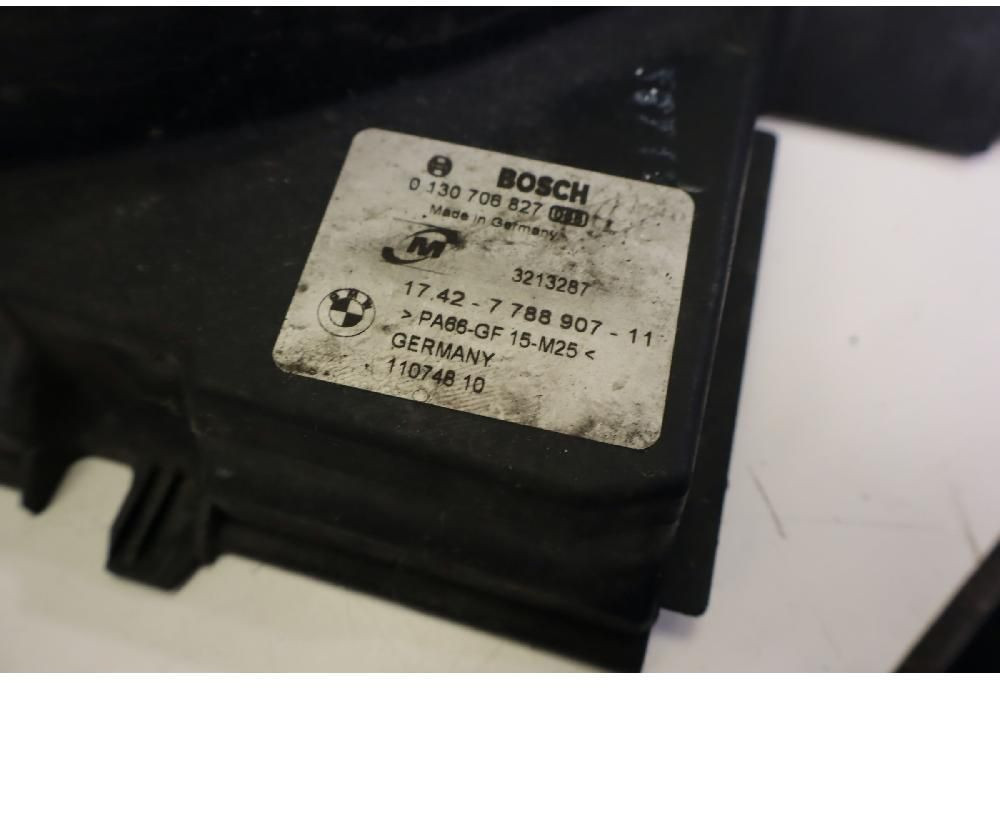 BOSCH
0 130 706 827
Made in Germany
M
3213287
BMW
17.42 - 7 788 907 - 11
> PA66-GF 15-M25 <
GERMANY
110748 10